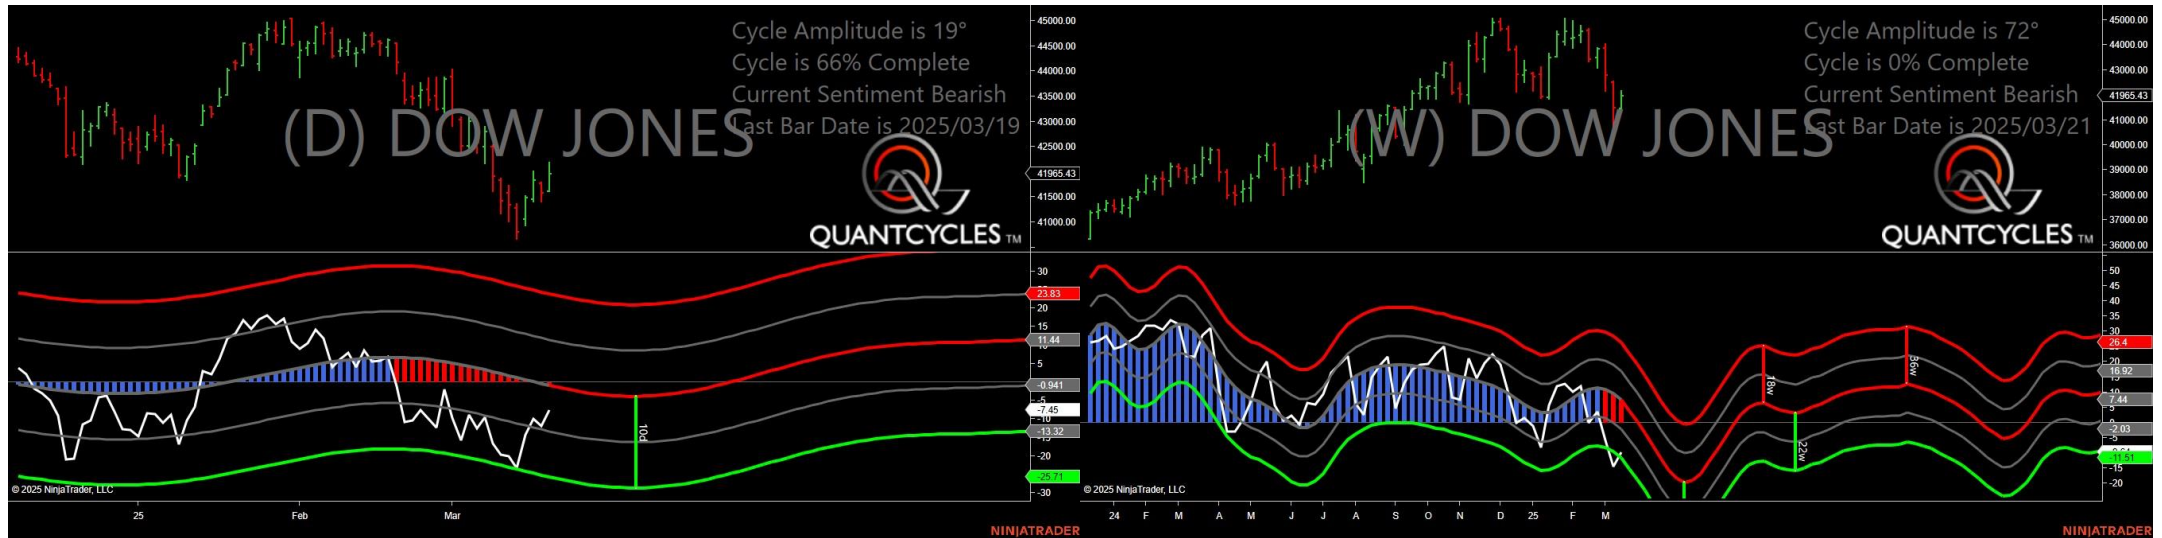 Cycle Amplitude is 19°
Cycle is 66% Complete
Current Sentiment Bearish
Last Bar Date is 2025/03/19
(D) DOW JONES
QUANTCYCLES TM
45000.00
44500.00
44000.00
43500.00
43000.00
42500.00
41965.43
41500.00
41000.00
30
23.83
20
15
11.44
5
-0.941
-5
-7.45
-10
-13.32
-20
-25.71
-30
10d
© 2025 NinjaTrader, LLC
25 Feb Mar
NINJATRADER
Cycle Amplitude is 72°
Cycle is 0% Complete
Current Sentiment Bearish
Last Bar Date is 2025/03/21
(W) DOW JONES
QUANTCYCLES TM
45000.00
44000.00
43000.00
41965.43
41000.00
40000.00
39000.00
38000.00
37000.00
36000.00
50
45
40
35
30
26.4
20
16.92
10
7.44
5
-2.03
-5
-11.51
-15
-20
18w
36w
22w
© 2025 NinjaTrader, LLC
24 F M A M J J A S O N D 25 F M
NINJATRADER